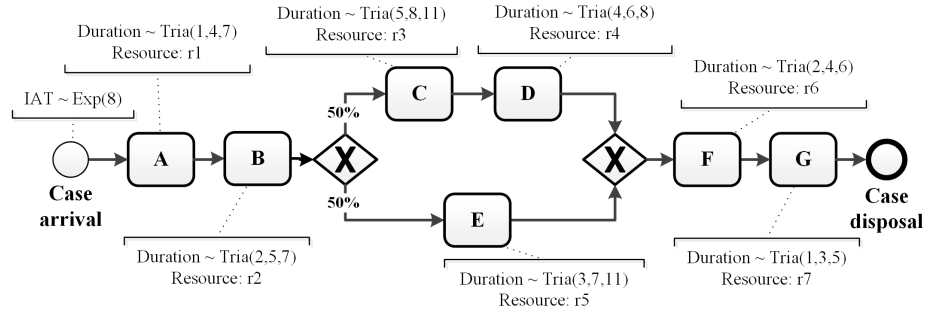 Duration ~ Tria(5,8,11)
Resource: r3
Duration ~ Tria(4,6,8)
Resource: r4
Duration ~ Tria(1,4,7)
Resource: r1
Duration ~ Tria(2,4,6)
Resource: r6
IAT ~ Exp(8)
C
D
50%
A
B
X
X
F
G
Case
arrival
Case
disposal
50%
E
Duration ~ Tria(2,5,7)
Resource: r2
Duration ~ Tria(3,7,11)
Resource: r5
Duration ~ Tria(1,3,5)
Resource: r7